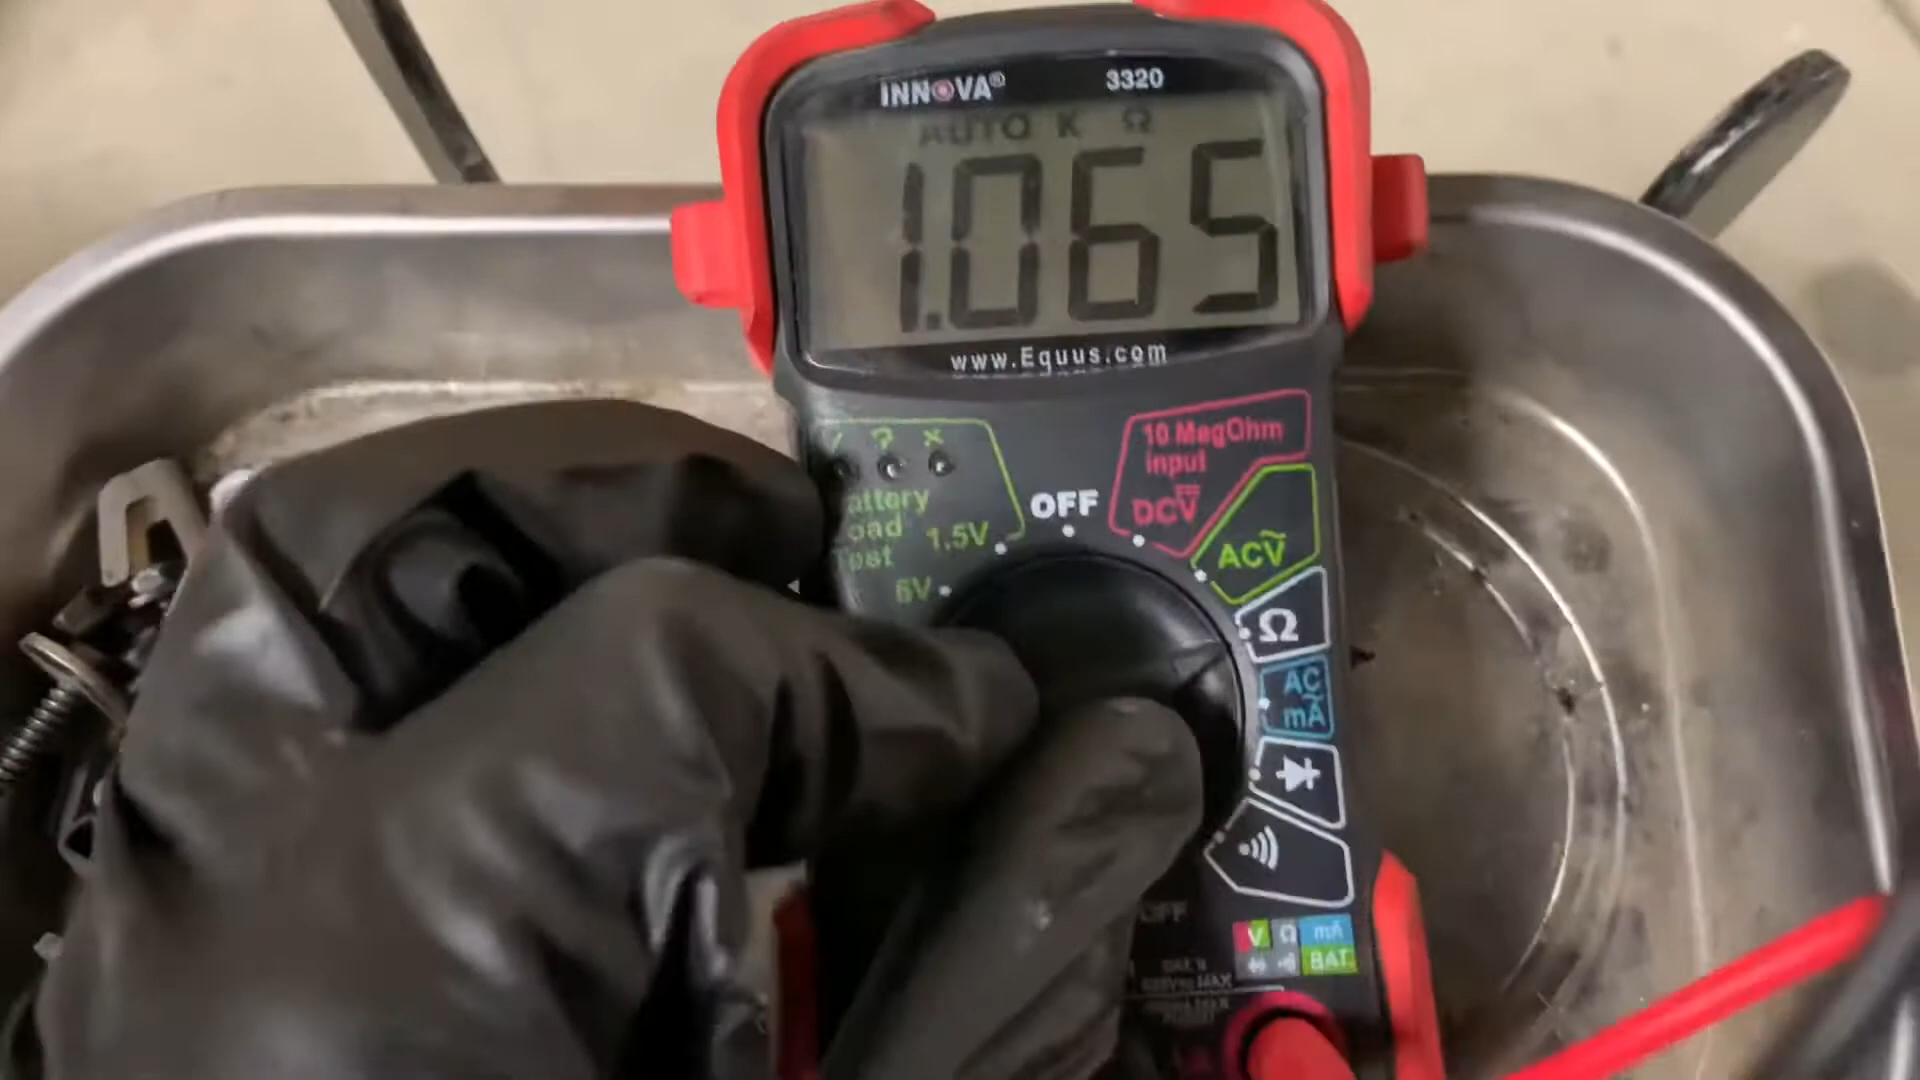 INNOVA® 3320
AUTO K Ω
1.065
www.Equus.com
10 MegOhm
input
DCV
OFF
ACV
1.5V
6V
Ω
AC
mA
OFF
V Ω mA
BAT